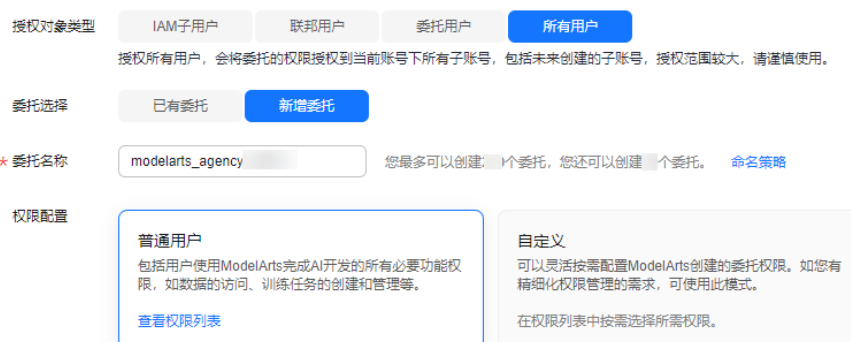 授权对象类型 IAM子用户 联邦用户 委托用户 所有用户
授权所有用户，会将委托的权限授权到当前账号下所有子账号，包括未来创建的子账号，授权范围较大，请谨慎使用。
委托选择 已有委托 新增委托
* 委托名称 modelarts_agency 您最多可以创建 个委托，您还可以创建 个委托。 命名策略
权限配置
普通用户
包括用户使用ModelArts完成AI开发的所有必要功能权
限，如数据的访问、训练任务的创建和管理等。
查看权限列表
自定义
可以灵活按需配置ModelArts创建的委托权限。如您有
精细化权限管理的需求，可使用此模式。
在权限列表中按需选择所需权限。